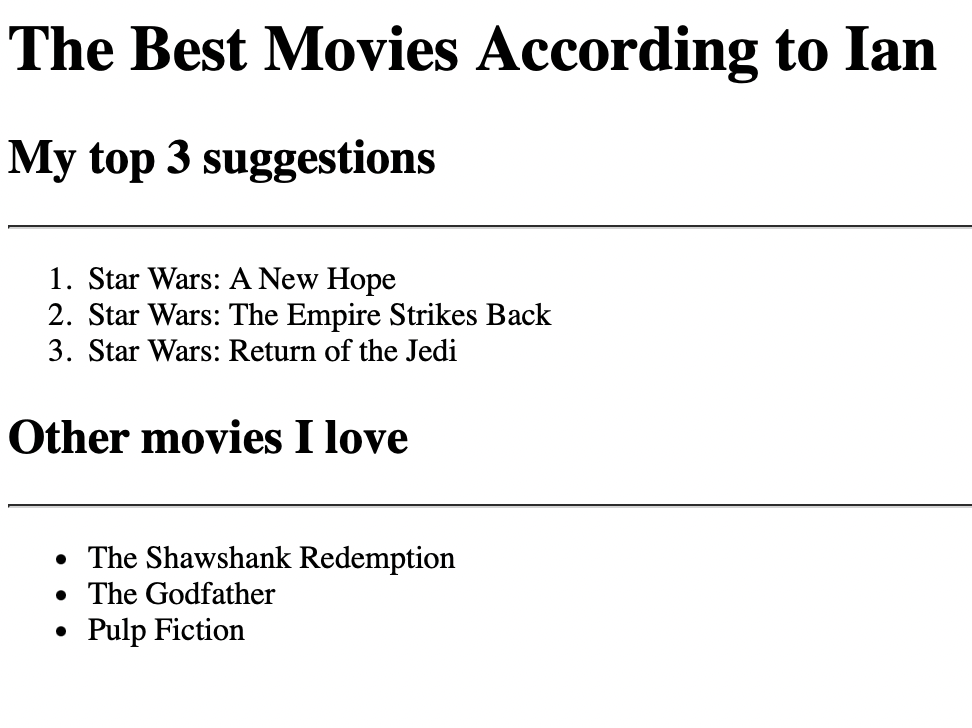 The Best Movies According to Ian
My top 3 suggestions
1. Star Wars: A New Hope
2. Star Wars: The Empire Strikes Back
3. Star Wars: Return of the Jedi
Other movies I love
• The Shawshank Redemption
• The Godfather
• Pulp Fiction